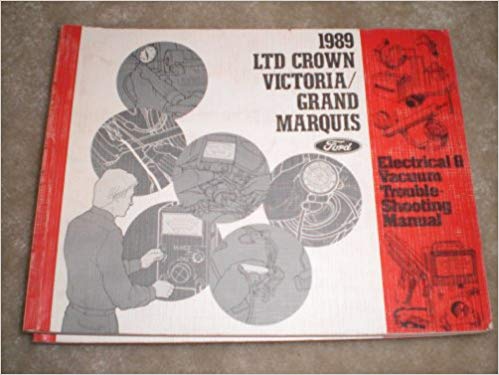 1989
LTD CROWN
VICTORIA/
GRAND
MARQUIS
Ford
Electrical &
Vacuum
Trouble-
Shooting
Manual